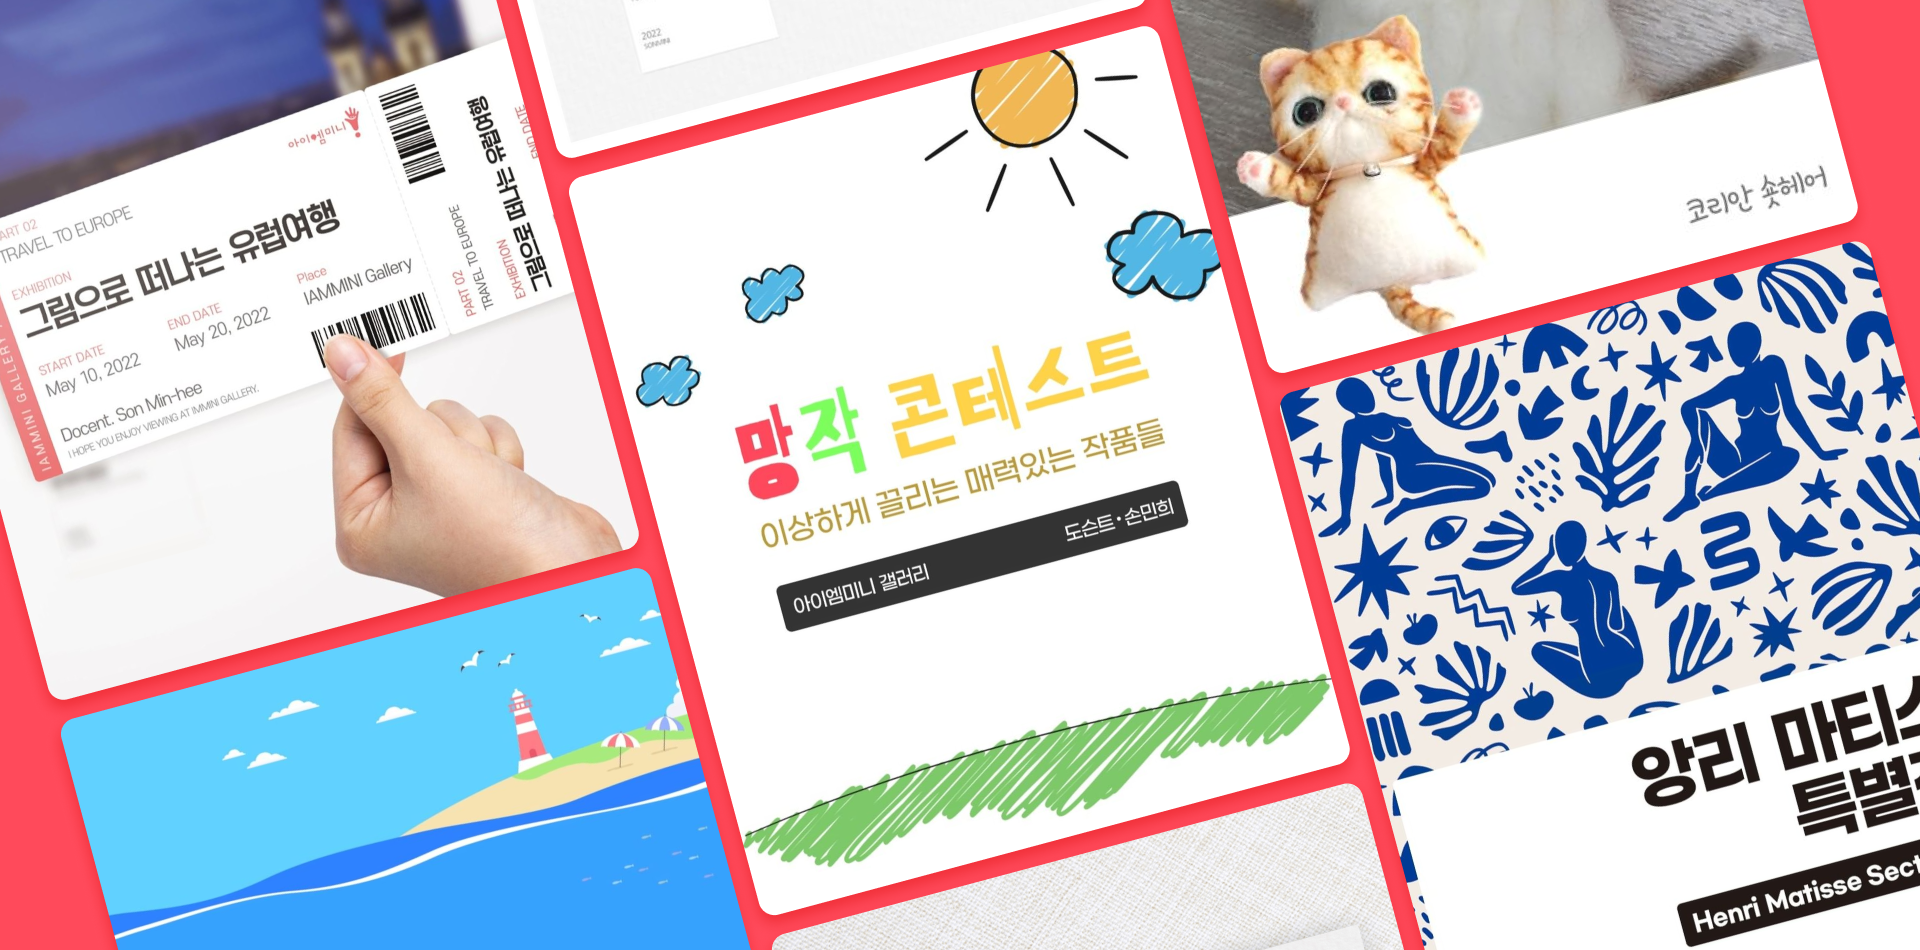 아이엠미니
PART 02
TRAVEL TO EUROPE
EXHIBITION
그림으로 떠나는 유럽여행
START DATE
May 10, 2022
END DATE
May 20, 2022
Place
IAMMINI Gallery
Docent. Son Min-hee
I HOPE YOU ENJOY VIEWING AT IMMINI GALLERY.
IAMMINI GALLERY
PART 02
TRAVEL TO EUROPE
EXHIBITION
그림으로 떠나는 유럽여행
END DATE
2022
SONMINI
망작 콘테스트
이상하게 끌리는 매력있는 작품들
아이엠미니 갤러리
도슨트·손민희
코리안 숏헤어
앙리 마티스
특별전
Henri Matisse Sect